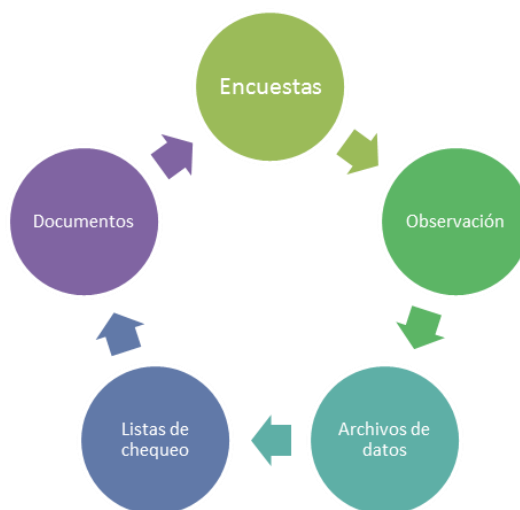 Encuestas
Observación
Archivos de
datos
Listas de
chequeo
Documentos